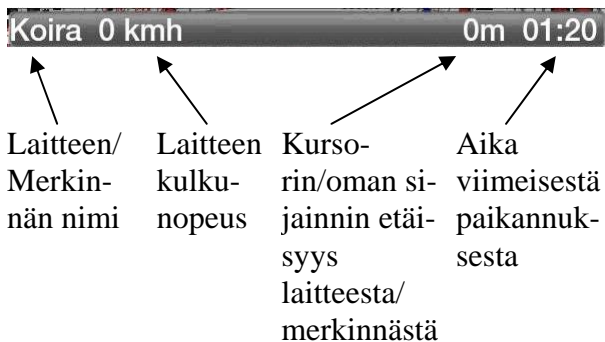 Koira 0 kmh 0m 01:20
Laitteen/
Merkin-
nän nimi
Laitteen
kulku-
nopeus
Kurso-
rin/oman si-
jainnin etäi-
syys
laitteesta/
merkinnästä
Aika
viimeisestä
paikannuk-
sesta